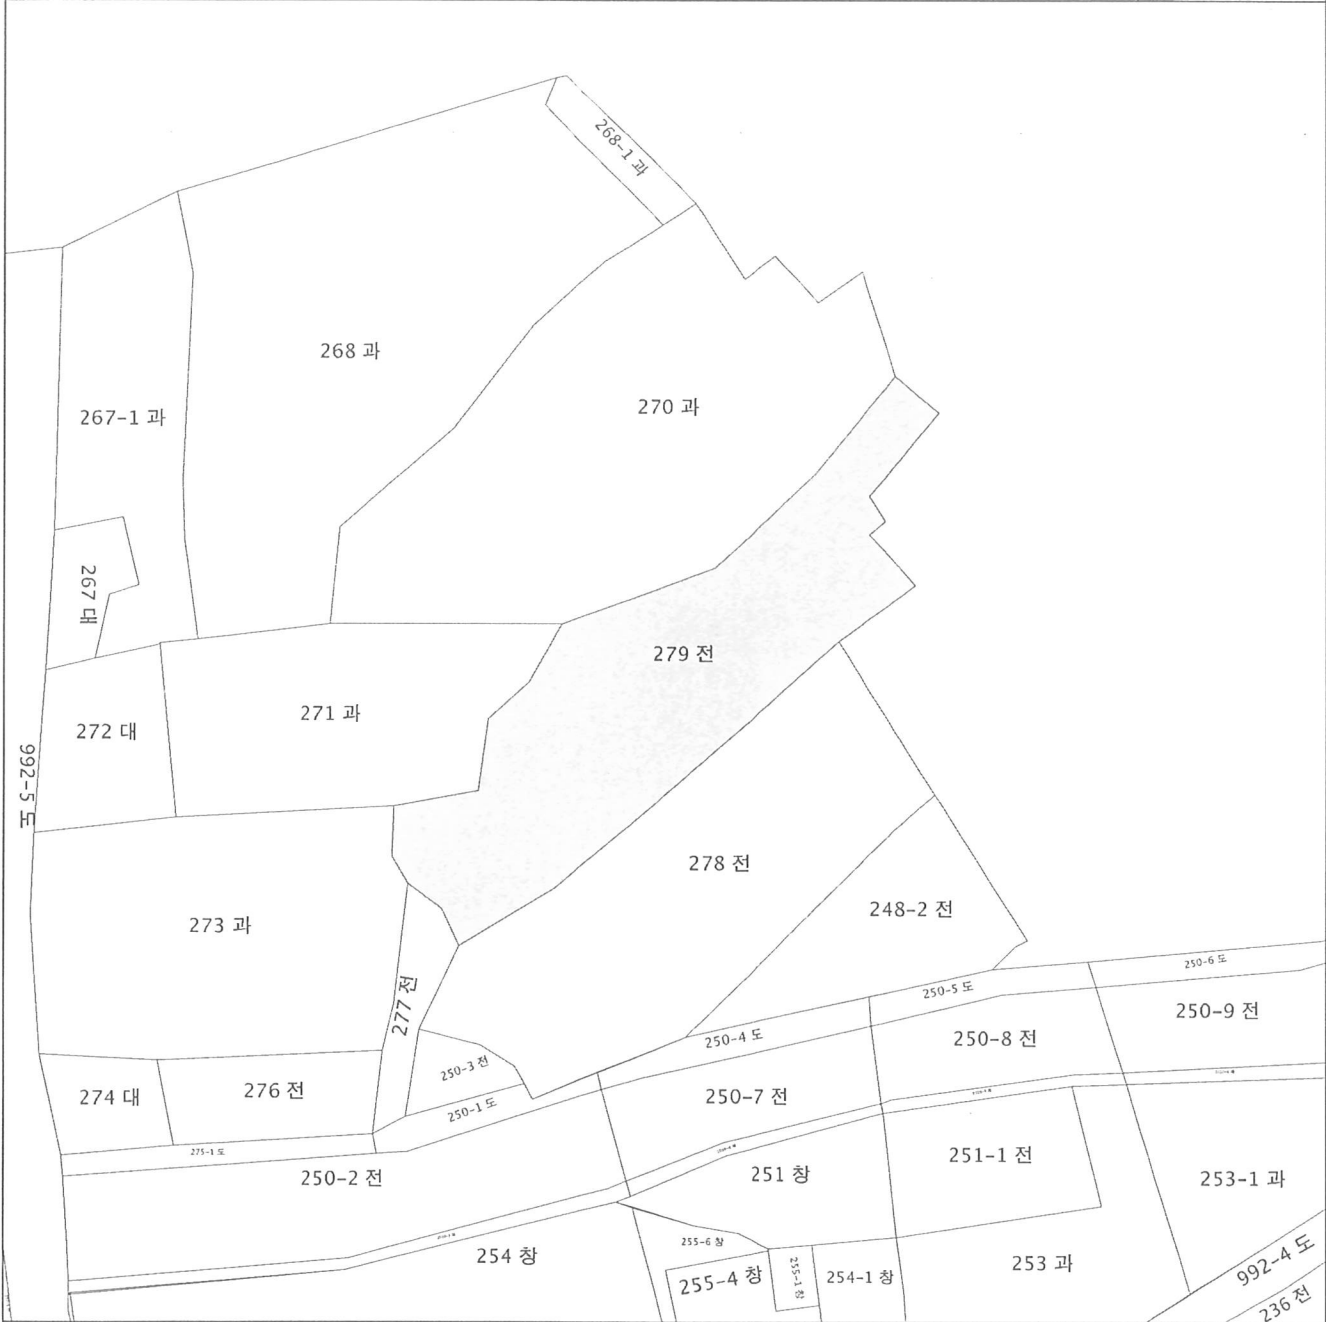 268-1 과
268 과
270 과
267-1 과
267 대
279 전
271 과
272 대
992-5 도
278 전
248-2 전
273 과
277 전
250-6 도
250-5 도
250-9 전
250-4 도
250-8 전
250-3 전
274 대
276 전
250-7 전
250-1 도
275-1 도
251-1 전
250-2 전
251 창
253-1 과
255-6 창
254 창
992-4 도
253 과
255-4 창
255-1 창
254-1 창
236 전